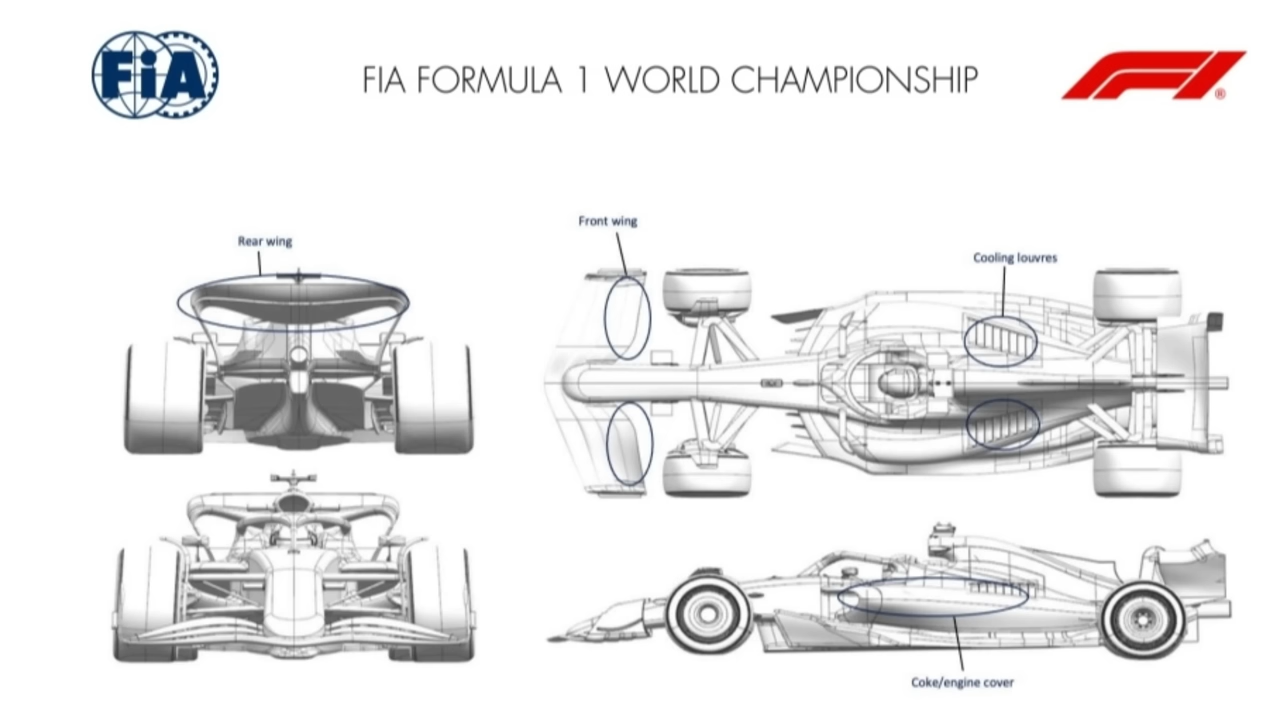 FiA
FIA FORMULA 1 WORLD CHAMPIONSHIP
F1
®
Rear wing
Front wing
Cooling louvres
Coke/engine cover